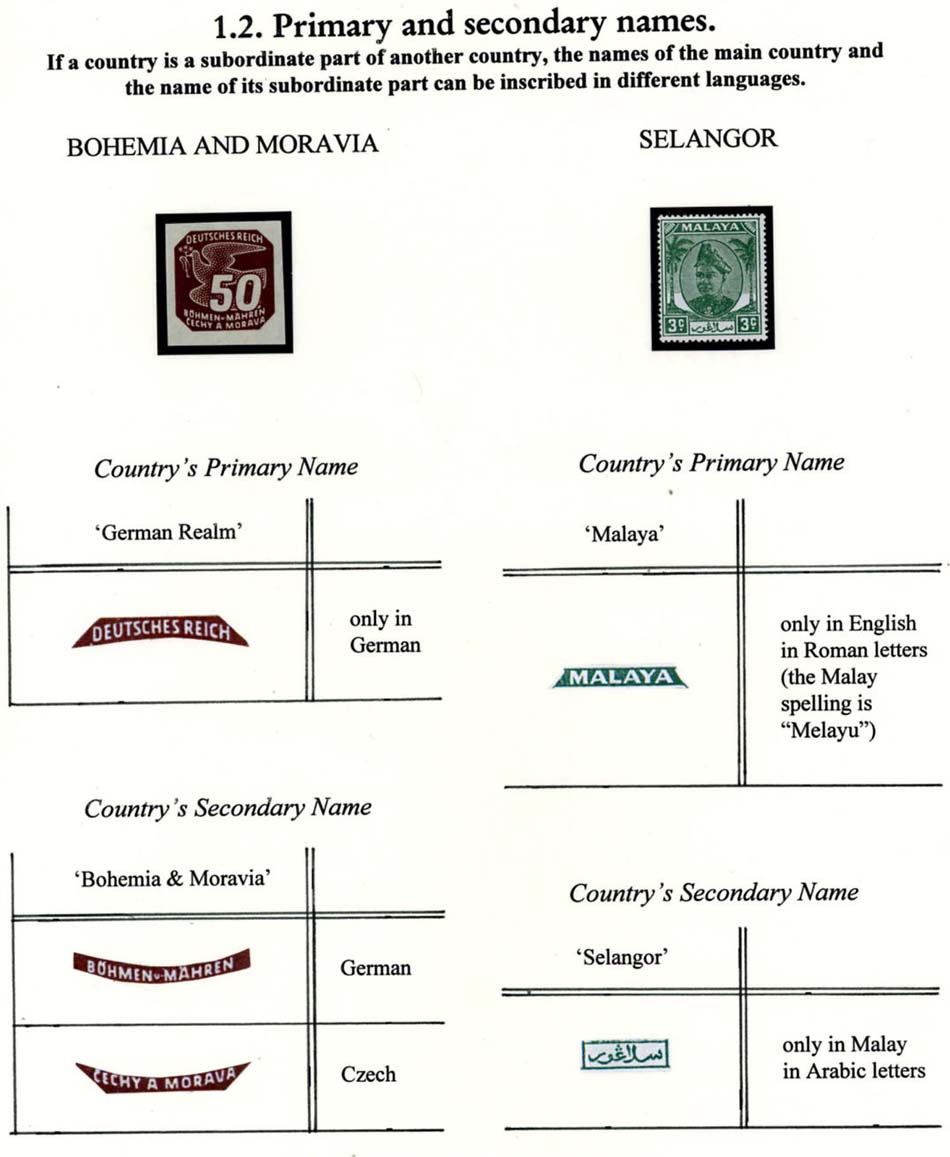 1.2. Primary and secondary names.
If a country is a subordinate part of another country, the names of the main country and
the name of its subordinate part can be inscribed in different languages.
BOHEMIA AND MORAVIA
DEUTSCHES REICH
50
BÖHMEN u. MÄHREN
ČECHY A MORAVA
Country's Primary Name
‘German Realm’
DEUTSCHES REICH
only in
German
Country's Secondary Name
‘Bohemia & Moravia’
BÖHMEN u. MÄHREN
German
ČECHY A MORAVA
Czech
SELANGOR
MALAYA
3c سلاڠور 3c
Country's Primary Name
‘Malaya’
MALAYA
only in English
in Roman letters
(the Malay
spelling is
“Melayu”)
Country's Secondary Name
‘Selangor’
سلاڠور
only in Malay
in Arabic letters